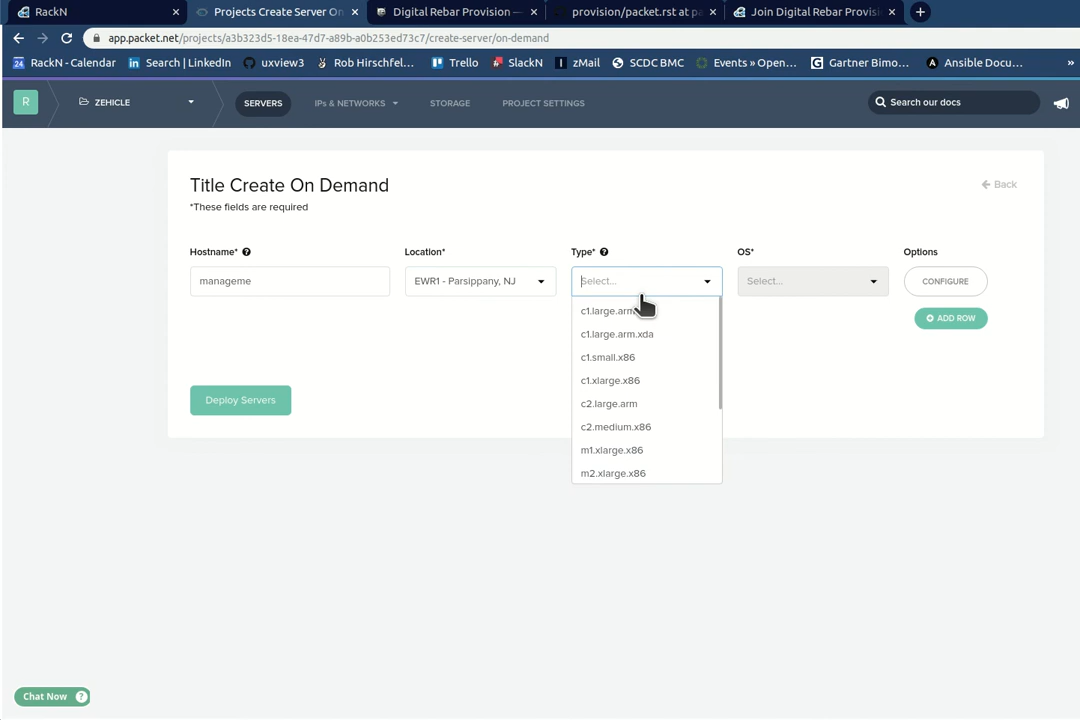 RackN
Projects Create Server On
Digital Rebar Provision —
provision/packet.rst at pa
Join Digital Rebar Provisi
app.packet.net/projects/a3b323d5-18ea-47d7-a89b-a0b253ed73c7/create-server/on-demand
24 RackN - Calendar
Search | LinkedIn
uxview3
Rob Hirschfel...
Trello
SlackN
zMail
SCDC BMC
Events » Open...
Gartner Bimo...
Ansible Docu...
»
R
ZEHICLE
SERVERS
IPs & NETWORKS
STORAGE
PROJECT SETTINGS
Search our docs
Title Create On Demand
Back
*These fields are required
Hostname*
Location*
Type*
OS*
Options
manageme
EWR1 - Parsippany, NJ
Select...
Select...
CONFIGURE
ADD ROW
c1.large.arm
c1.large.arm.xda
c1.small.x86
c1.xlarge.x86
c2.large.arm
c2.medium.x86
m1.xlarge.x86
m2.xlarge.x86
Deploy Servers
Chat Now ?